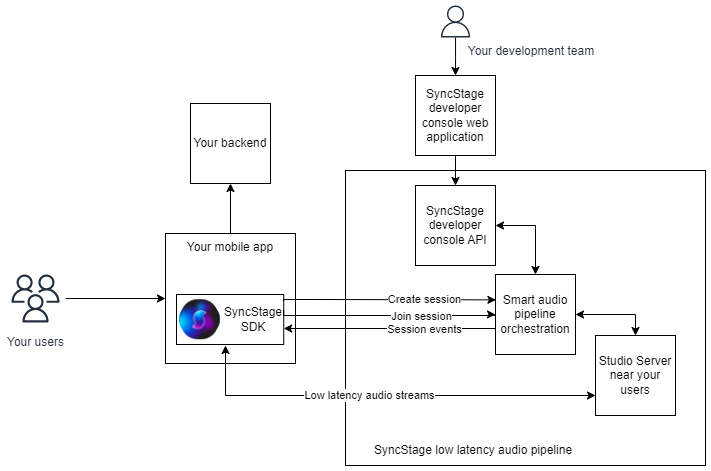 Your development team
SyncStage
developer
console web
application
Your backend
SyncStage
developer
console API
Your mobile app
SyncStage
SDK
Create session
Join session
Session events
Smart audio
pipeline
orchestration
Your users
Studio Server
near your
users
Low latency audio streams
SyncStage low latency audio pipeline